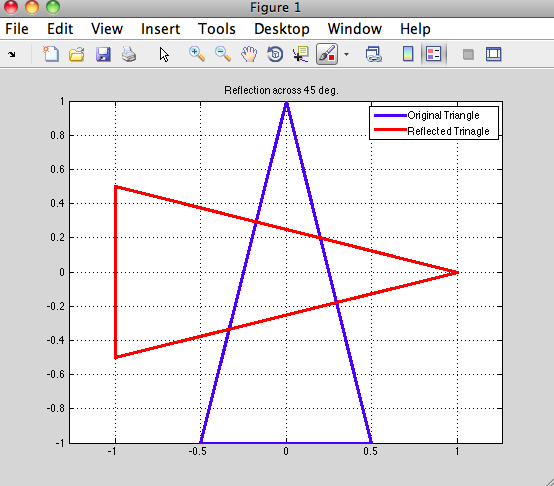 Figure 1
File Edit View Insert Tools Desktop Window Help
Reflection across 45 deg.
Original Triangle
Reflected Trinagle
1
0.8
0.6
0.4
0.2
0
-0.2
-0.4
-0.6
-0.8
-1
-1 -0.5 0 0.5 1